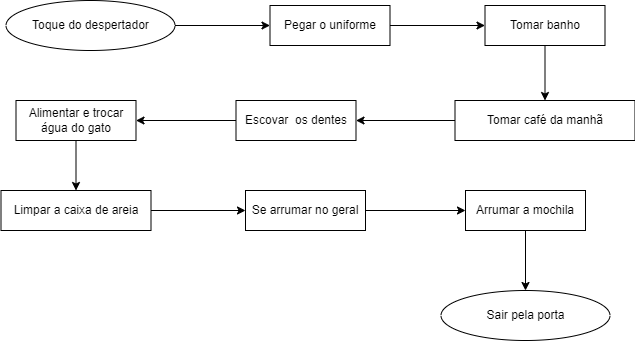 Toque do despertador
Pegar o uniforme
Tomar banho
Tomar café da manhã
Escovar os dentes
Alimentar e trocar
água do gato
Limpar a caixa de areia
Se arrumar no geral
Arrumar a mochila
Sair pela porta